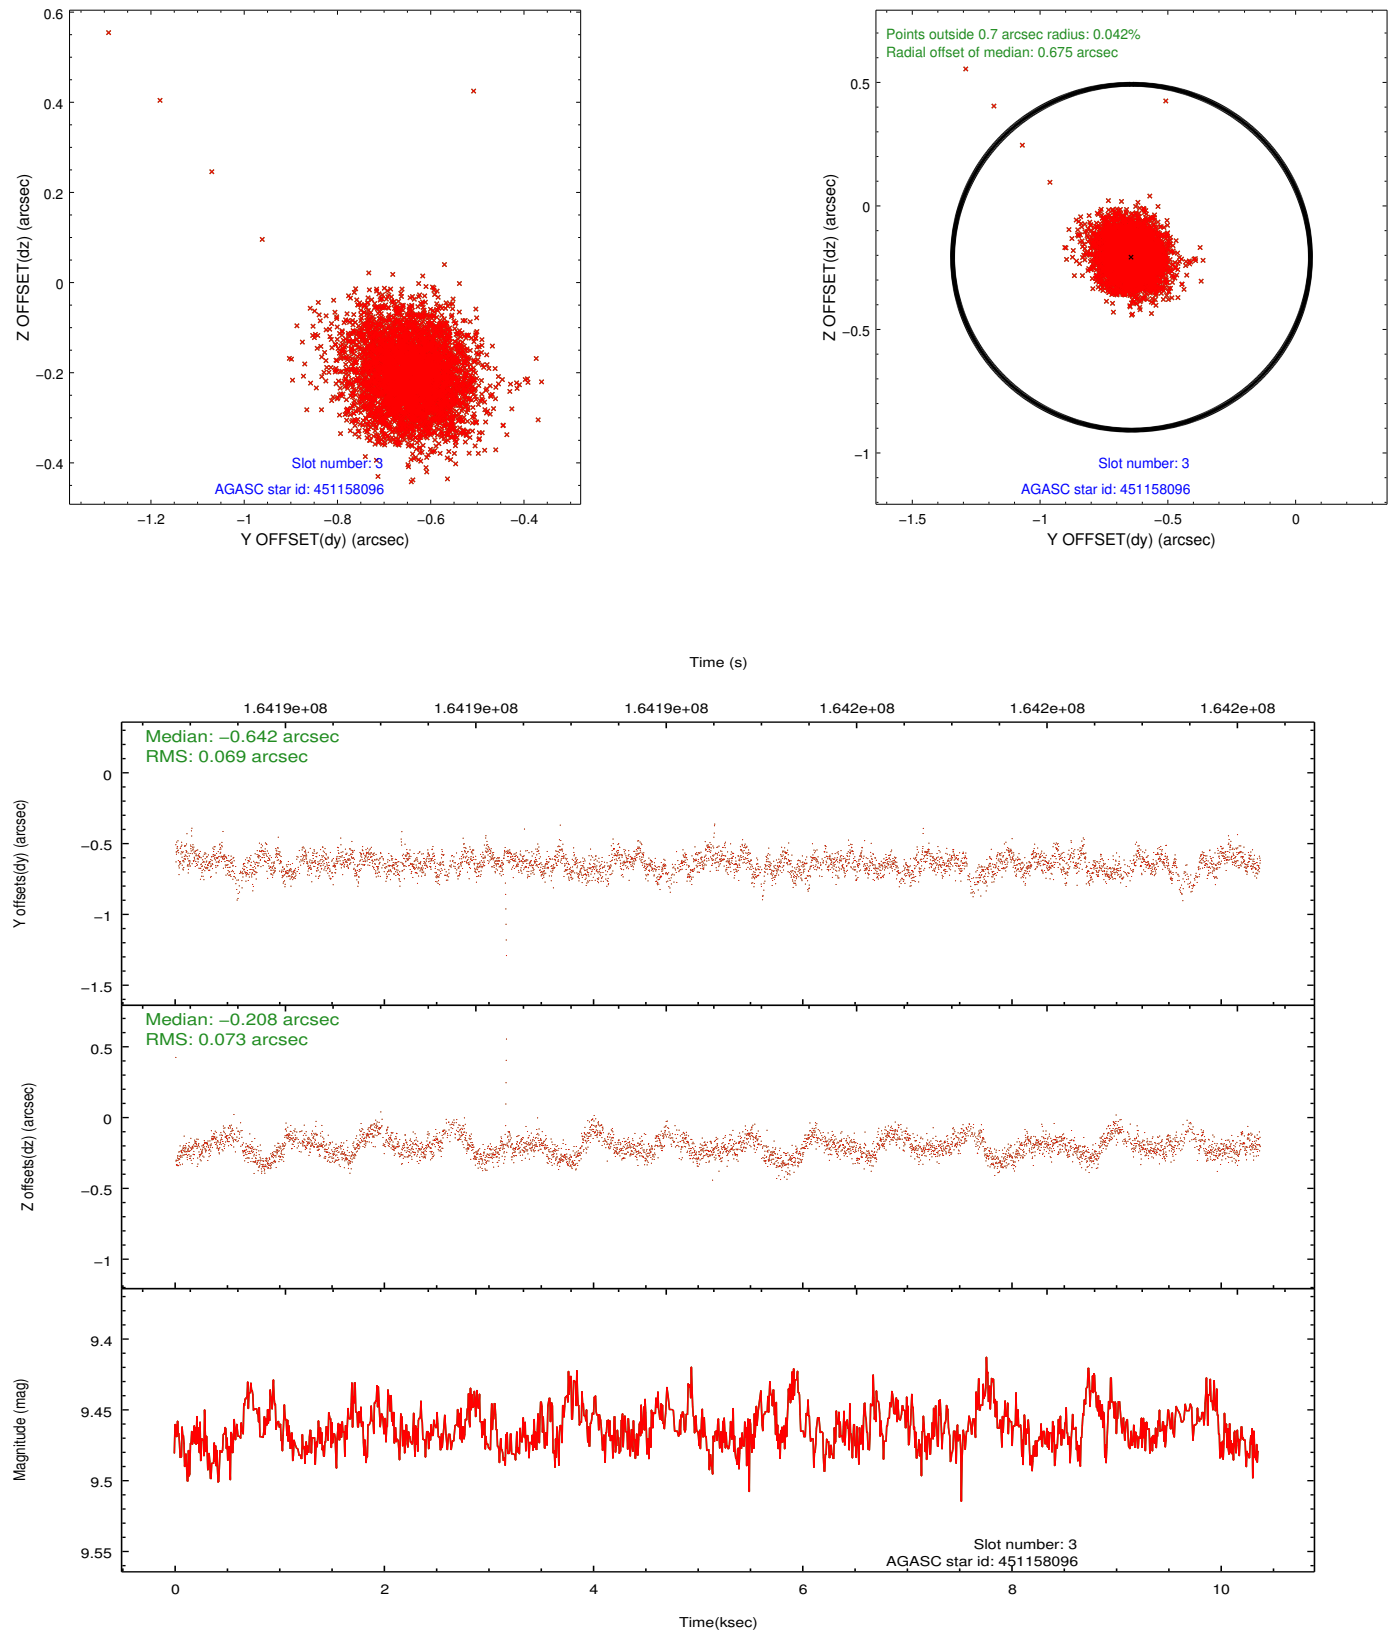 0.6
0.4
0.2
0
−0.2
−0.4
Z OFFSET(dz) (arcsec)
Slot number: 3
AGASC star id: 451158096
−1.2 −1 −0.8 −0.6 −0.4
Y OFFSET(dy) (arcsec)
Points outside 0.7 arcsec radius: 0.042%
Radial offset of median: 0.675 arcsec
0.5
0
−0.5
−1
Z OFFSET(dz) (arcsec)
Slot number: 3
AGASC star id: 451158096
−1.5 −1 −0.5 0
Y OFFSET(dy) (arcsec)
Time (s)
1.6419e+08 1.6419e+08 1.6419e+08 1.642e+08 1.642e+08 1.642e+08
Median: −0.642 arcsec
RMS: 0.069 arcsec
0
−0.5
−1
−1.5
Y offsets(dy) (arcsec)
Median: −0.208 arcsec
RMS: 0.073 arcsec
0.5
0
−0.5
−1
Z offsets(dz) (arcsec)
9.4
9.45
9.5
9.55
Magnitude (mag)
Slot number: 3
AGASC star id: 451158096
0 2 4 6 8 10
Time(ksec)